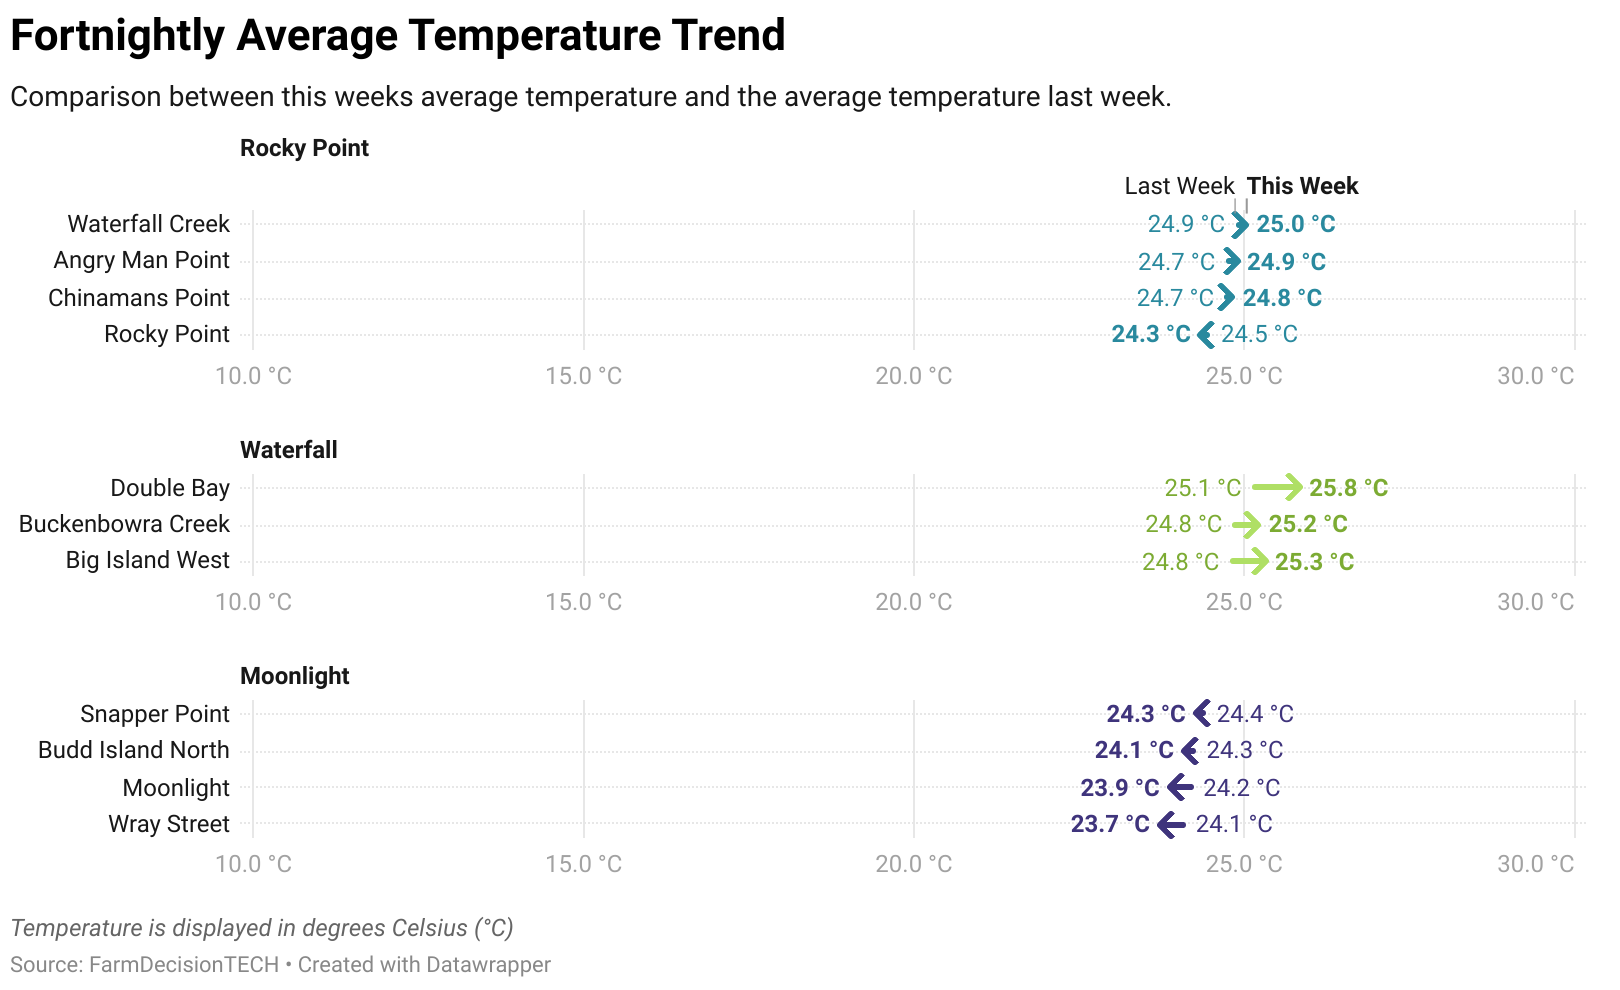 Fortnightly Average Temperature Trend
Comparison between this weeks average temperature and the average temperature last week.
Rocky Point
Last Week This Week
Waterfall Creek 24.9 °C 25.0 °C
Angry Man Point 24.7 °C 24.9 °C
Chinamans Point 24.7 °C 24.8 °C
Rocky Point 24.3 °C 24.5 °C
10.0 °C 15.0 °C 20.0 °C 25.0 °C 30.0 °C
Waterfall
Double Bay 25.1 °C 25.8 °C
Buckenbowra Creek 24.8 °C 25.2 °C
Big Island West 24.8 °C 25.3 °C
10.0 °C 15.0 °C 20.0 °C 25.0 °C 30.0 °C
Moonlight
Snapper Point 24.3 °C 24.4 °C
Budd Island North 24.1 °C 24.3 °C
Moonlight 23.9 °C 24.2 °C
Wray Street 23.7 °C 24.1 °C
10.0 °C 15.0 °C 20.0 °C 25.0 °C 30.0 °C
Temperature is displayed in degrees Celsius (°C)
Source: FarmDecisionTECH • Created with Datawrapper